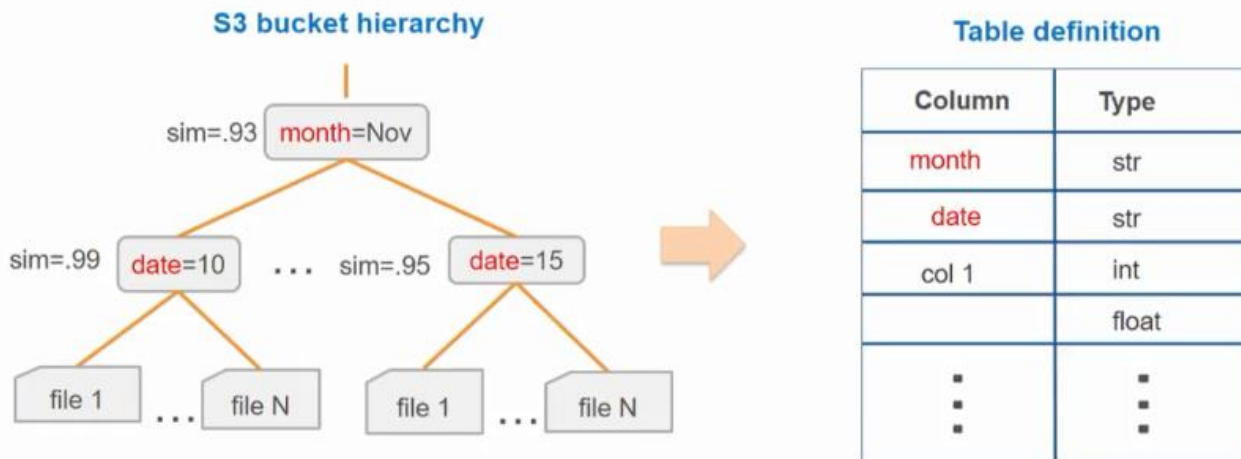 S3 bucket hierarchy
sim=.93 month=Nov
sim=.99 date=10 ... sim=.95 date=15
file 1 ... file N file 1 ... file N
Table definition
Column Type
month str
date str
col 1 int
float